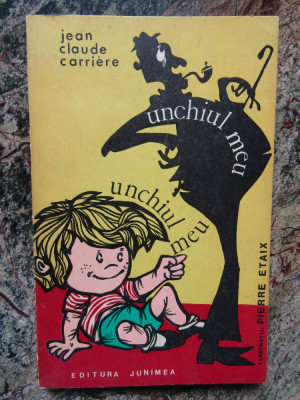 jean
claude
carrière
unchiul meu
unchiul meu
ILUSTRAȚII: PIERRE ETAIX
EDITURA JUNIMEA